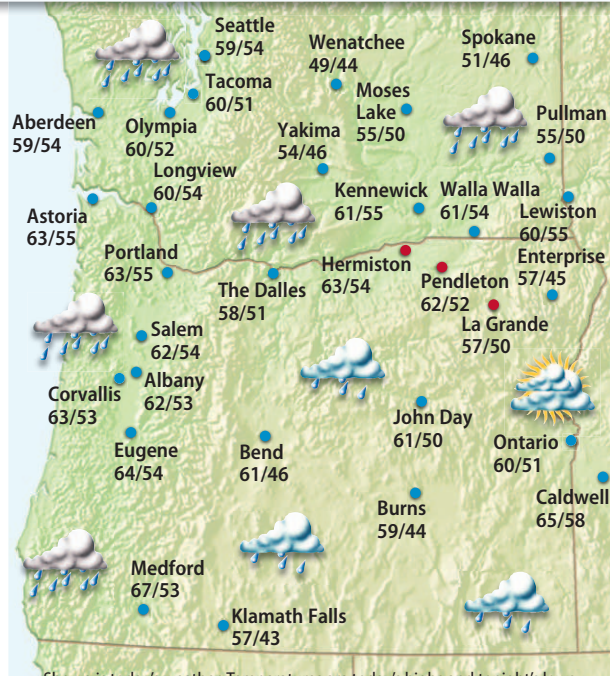 Seattle
59/54
Wenatchee
49/44
Spokane
51/46
Tacoma
60/51
Moses
Lake
55/50
Pullman
55/50
Aberdeen
59/54
Olympia
60/52
Yakima
54/46
Longview
60/54
Kennewick
61/55
Walla Walla
61/54
Lewiston
60/55
Astoria
63/55
Portland
63/55
The Dalles
58/51
Hermiston
63/54
Pendleton
62/52
Enterprise
57/45
La Grande
57/50
Salem
62/54
Corvallis
63/53
Albany
62/53
John Day
61/50
Eugene
64/54
Bend
61/46
Ontario
60/51
Burns
59/44
Caldwell
65/58
Medford
67/53
Klamath Falls
57/43